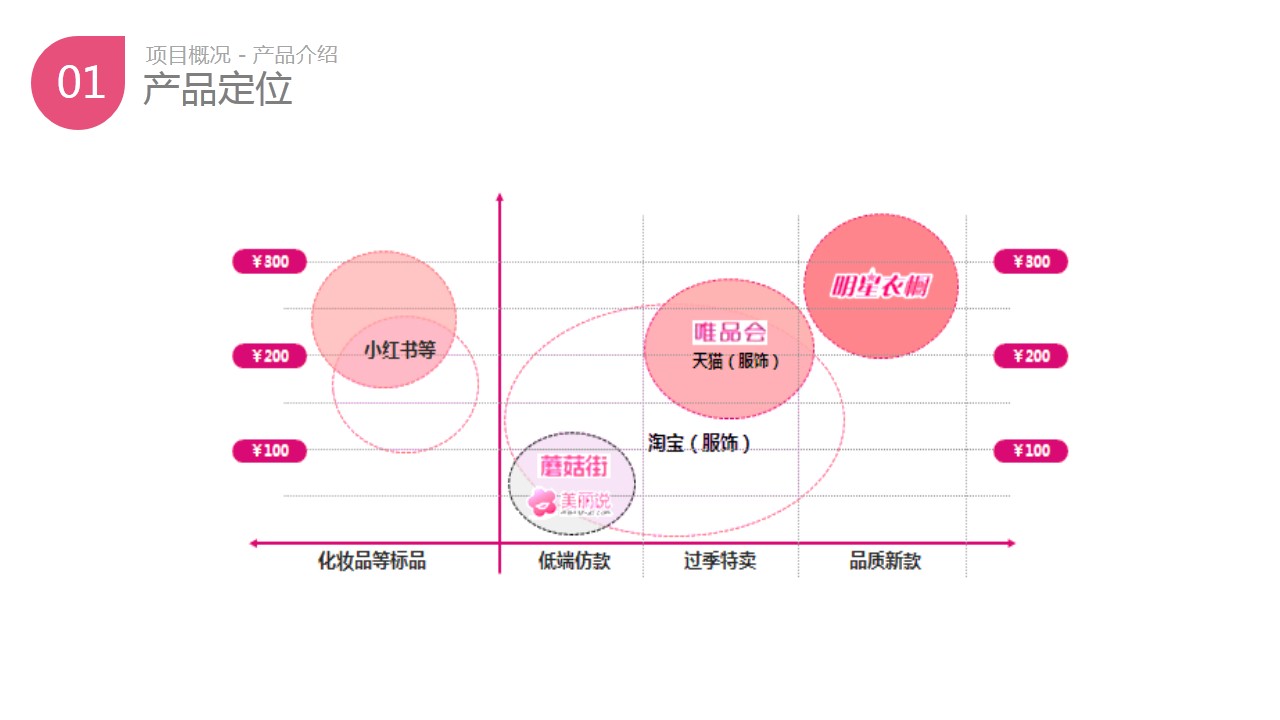 01
项目概况 - 产品介绍
产品定位
¥300
¥300
明星衣橱
唯品会
小红书等
¥200
天猫（服饰）
¥200
淘宝（服饰）
¥100
¥100
蘑菇街
美丽说
化妆品等标品
低端仿款
过季特卖
品质新款